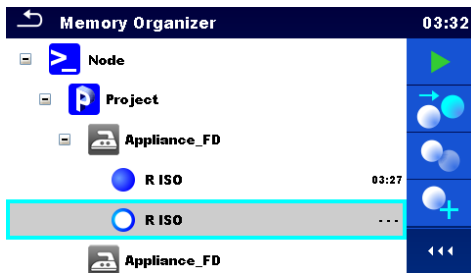 Memory Organizer 03:32
Node
Project
Appliance_FD
R ISO 03:27
R ISO ---
Appliance_FD